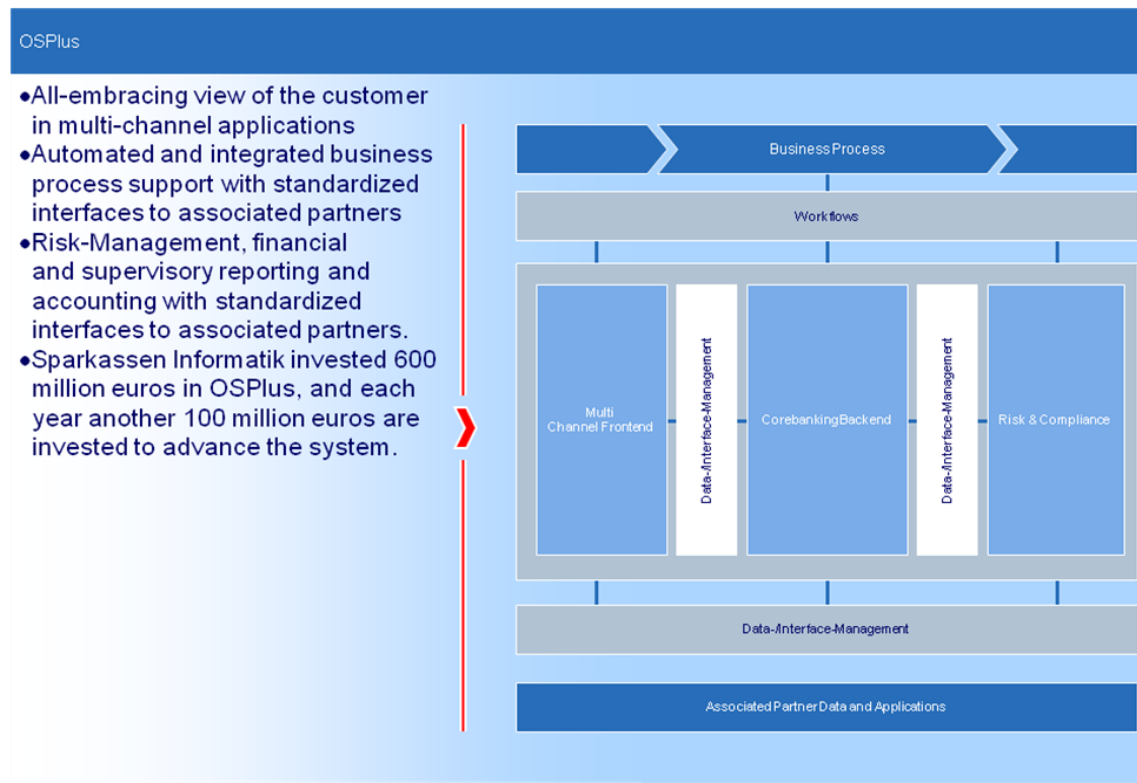 OSPlus
•All-embracing view of the customer
in multi-channel applications
•Automated and integrated business
process support with standardized
interfaces to associated partners
•Risk-Management, financial
and supervisory reporting and
accounting with standardized
interfaces to associated partners.
•Sparkassen Informatik invested 600
million euros in OSPlus, and each
year another 100 million euros are
invested to advance the system.
Business Process
Workflows
Multi
Channel Frontend
Data-/Interface-Management
Corebanking Backend
Data-/Interface-Management
Risk & Compliance
Data-/Interface-Management
Associated Partner Data and Applications